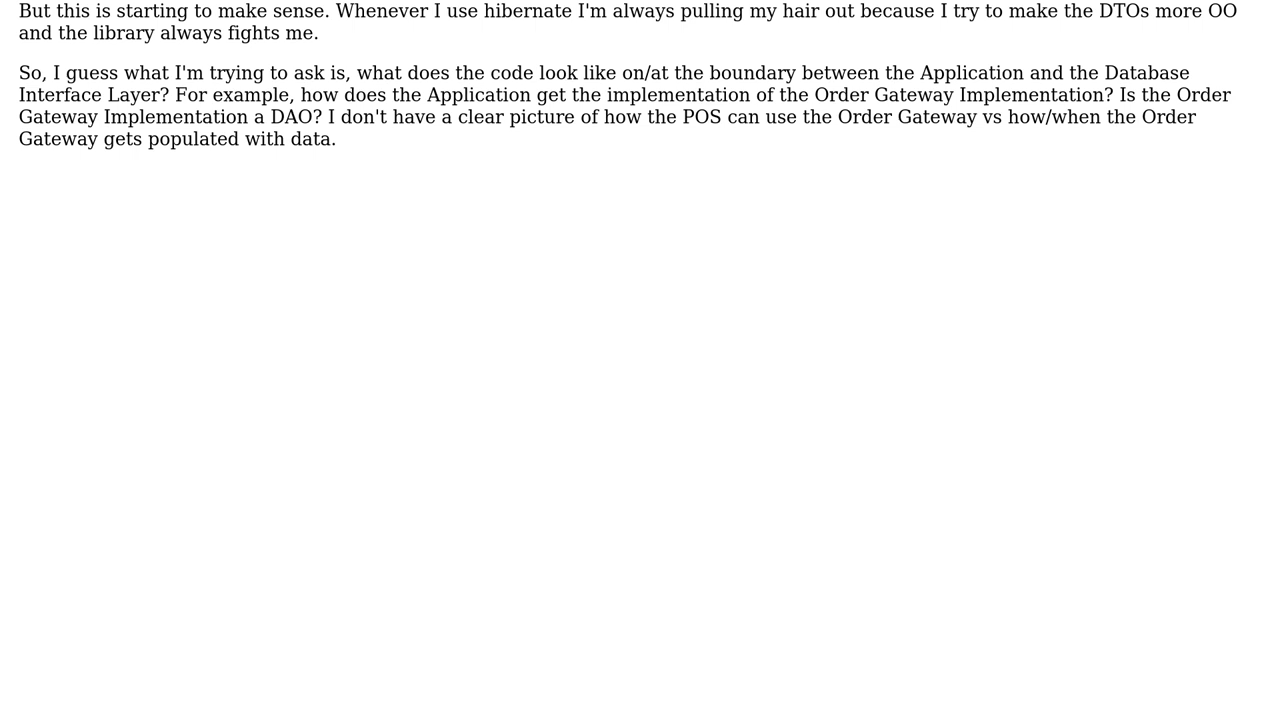 But this is starting to make sense. Whenever I use hibernate I'm always pulling my hair out because I try to make the DTOs more OO
and the library always fights me.
So, I guess what I'm trying to ask is, what does the code look like on/at the boundary between the Application and the Database
Interface Layer? For example, how does the Application get the implementation of the Order Gateway Implementation? Is the Order
Gateway Implementation a DAO? I don't have a clear picture of how the POS can use the Order Gateway vs how/when the Order
Gateway gets populated with data.